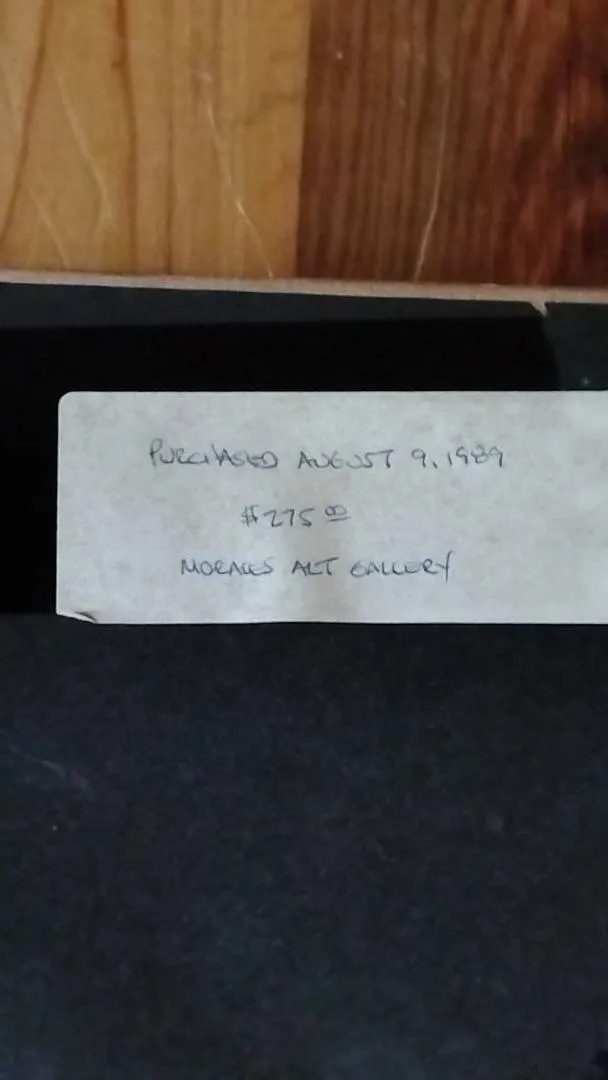 PURCHASED AUGUST 9, 1989
$275 00
MORALES ART GALLERY